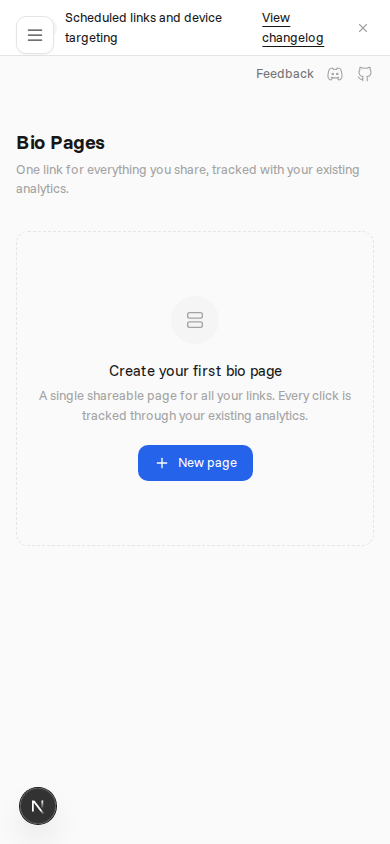 Scheduled links and device
targeting
View
changelog
Feedback
Bio Pages
One link for everything you share, tracked with your existing
analytics.
Create your first bio page
A single shareable page for all your links. Every click is
tracked through your existing analytics.
New page
N